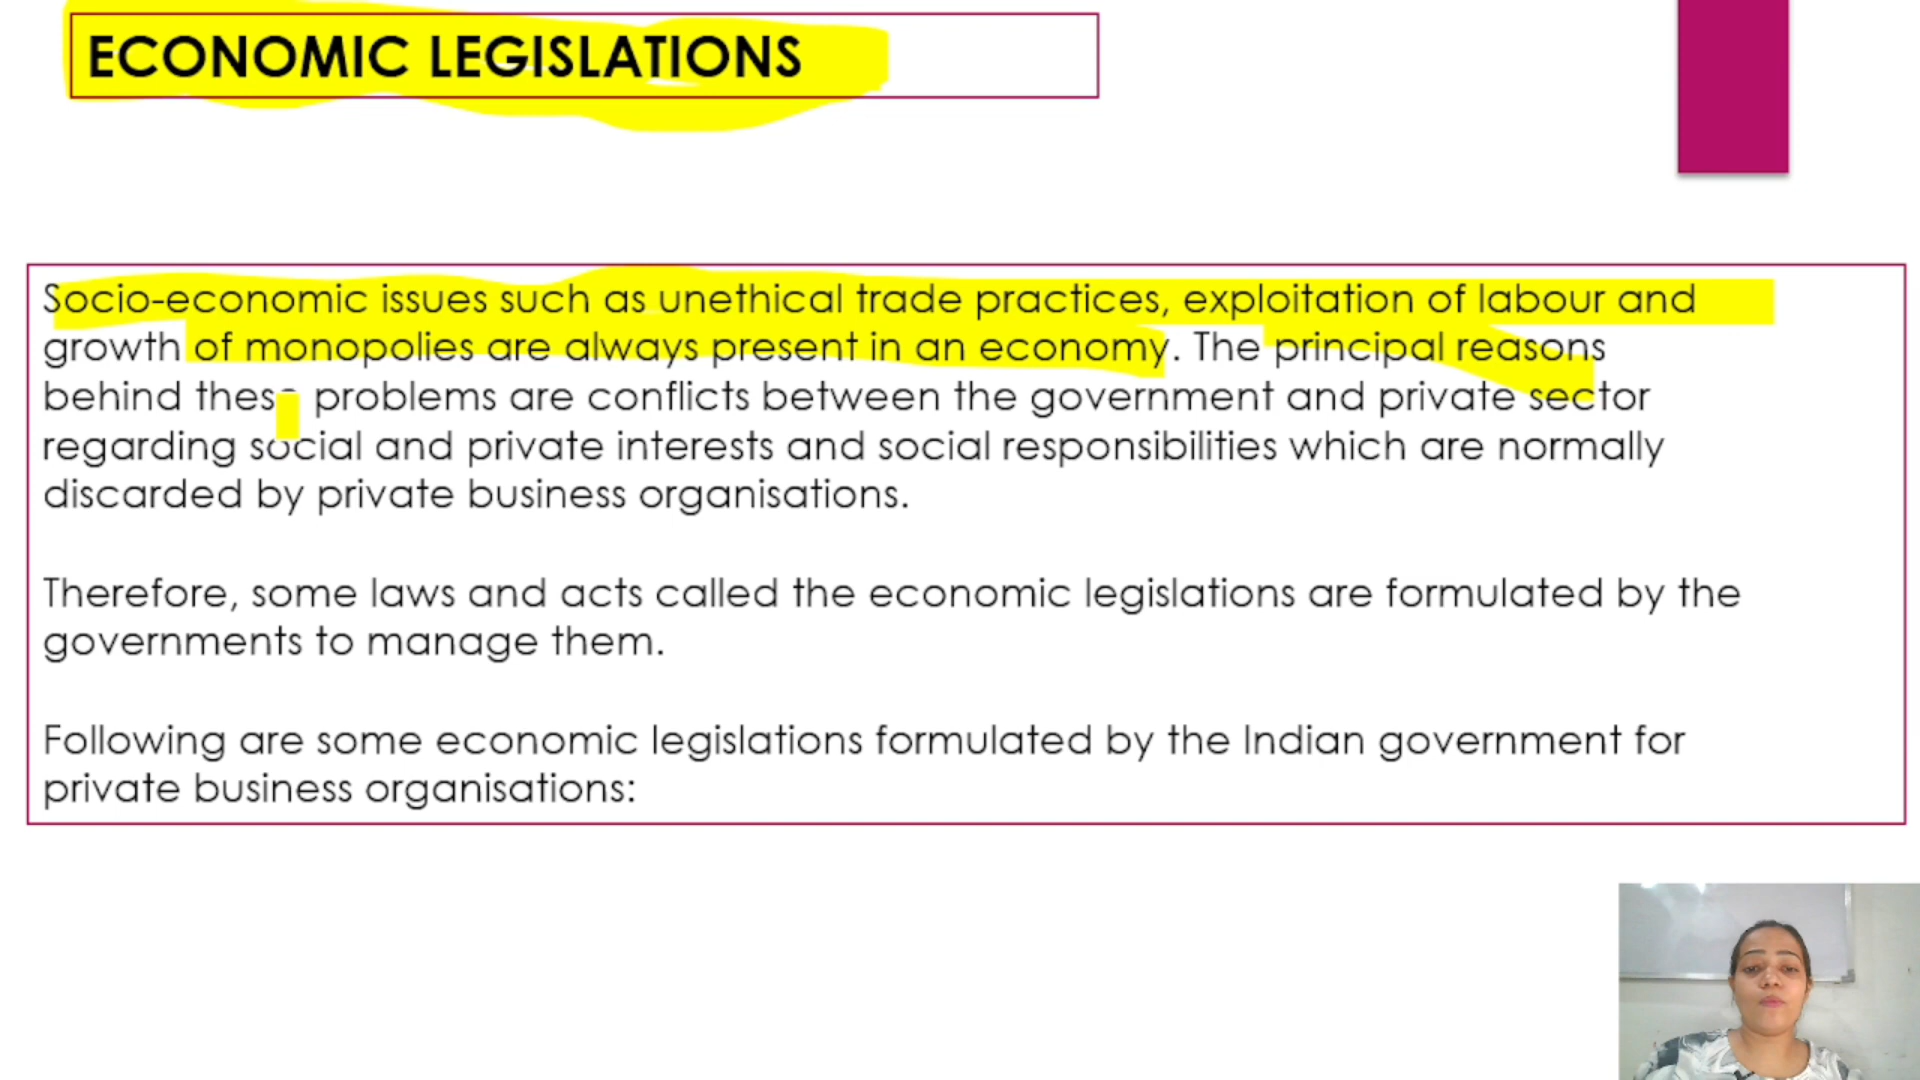 ECONOMIC LEGISLATIONS
Socio-economic issues such as unethical trade practices, exploitation of labour and
growth of monopolies are always present in an economy. The principal reasons
behind these problems are conflicts between the government and private sector
regarding social and private interests and social responsibilities which are normally
discarded by private business organisations.
Therefore, some laws and acts called the economic legislations are formulated by the
governments to manage them.
Following are some economic legislations formulated by the Indian government for
private business organisations: